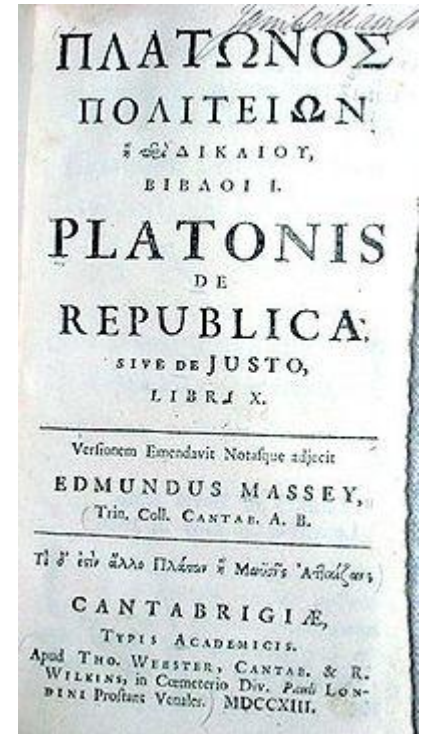 ΠΛΑΤΩΝΟΣ
ΠΟΛΙΤΕΙΩΝ
ἢ περὶ ΔΙΚΑΙΟΥ,
ΒΙΒΛΟΙ Ι.
PLATONIS
DE
REPUBLICA:
SIVE DE JUSTO,
LIBRI X.
Versionem Emendavit Notasque adjecit
EDMUNDUS MASSEY,
Trin. Coll. CANTAB. A. B.
Τί δ' ἐστὶν ἄλλο Πλάτων ἢ Μωϋσῆς Ἀττικίζων;
CANTABRIGIÆ,
TYPIS ACADEMICIS.
Apud THO. WEBSTER, CANTAB. & R.
WILKINS, in Cœmeterio Div. Pauli LON-
DINI Prostant Venales. MDCCXIII.